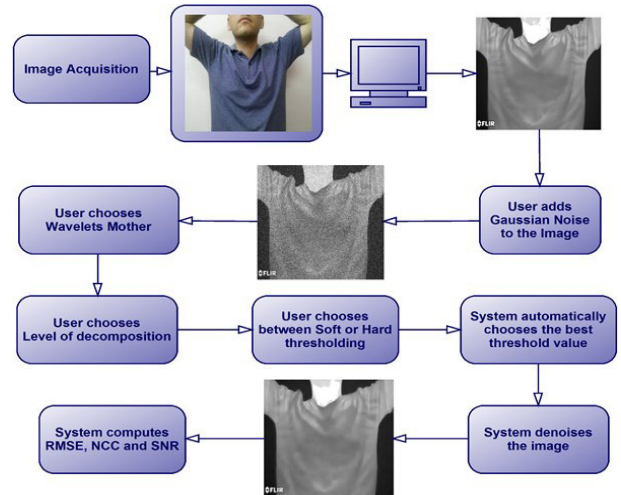 Image Acquisition
FLIR
User adds
Gaussian Noise
to the Image
FLIR
User chooses
Wavelets Mother
User chooses
Level of decomposition
User chooses
between Soft or Hard
thresholding
System automatically
chooses the best
threshold value
System denoises
the image
FLIR
System computes
RMSE, NCC and SNR